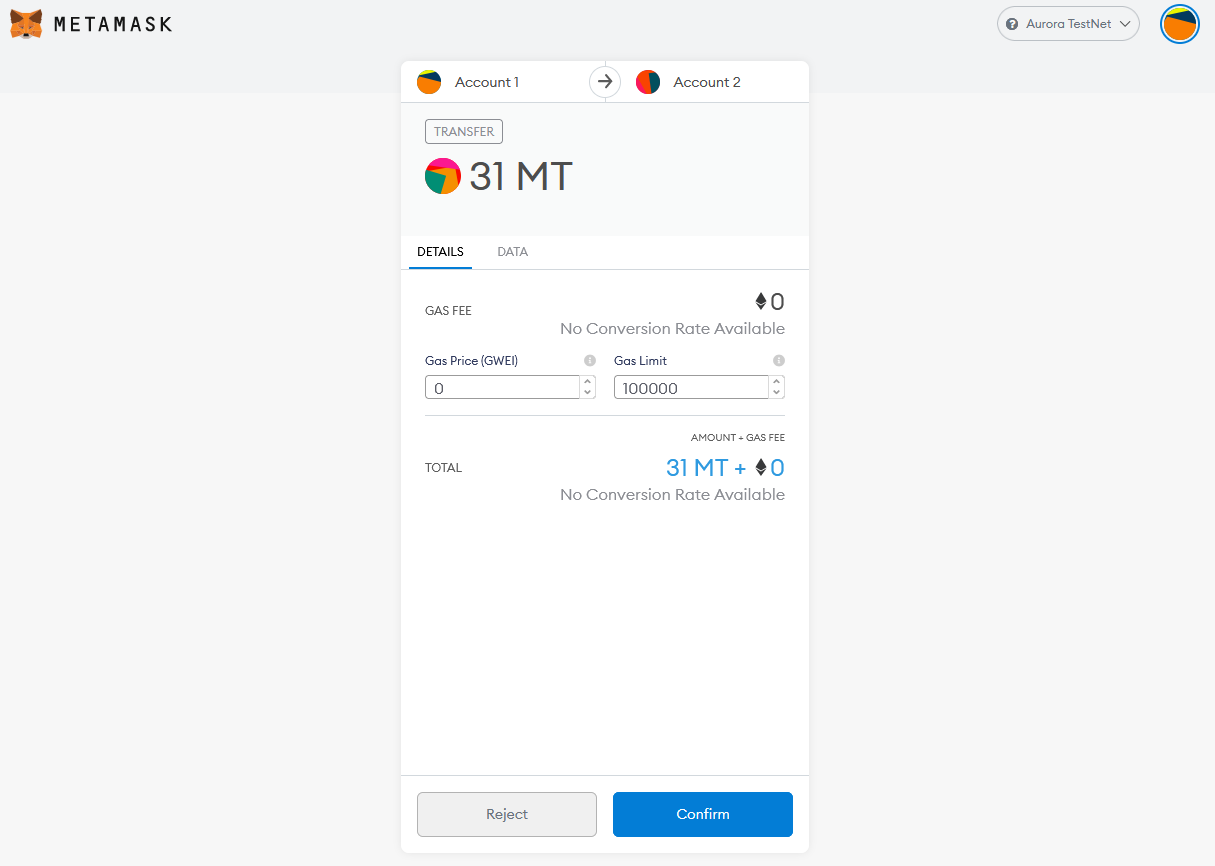 METAMASK
Aurora TestNet
Account 1
Account 2
TRANSFER
31 MT
DETAILS DATA
GAS FEE
0
No Conversion Rate Available
Gas Price (GWEI) Gas Limit
0 100000
AMOUNT + GAS FEE
TOTAL 31 MT + 0
No Conversion Rate Available
Reject Confirm